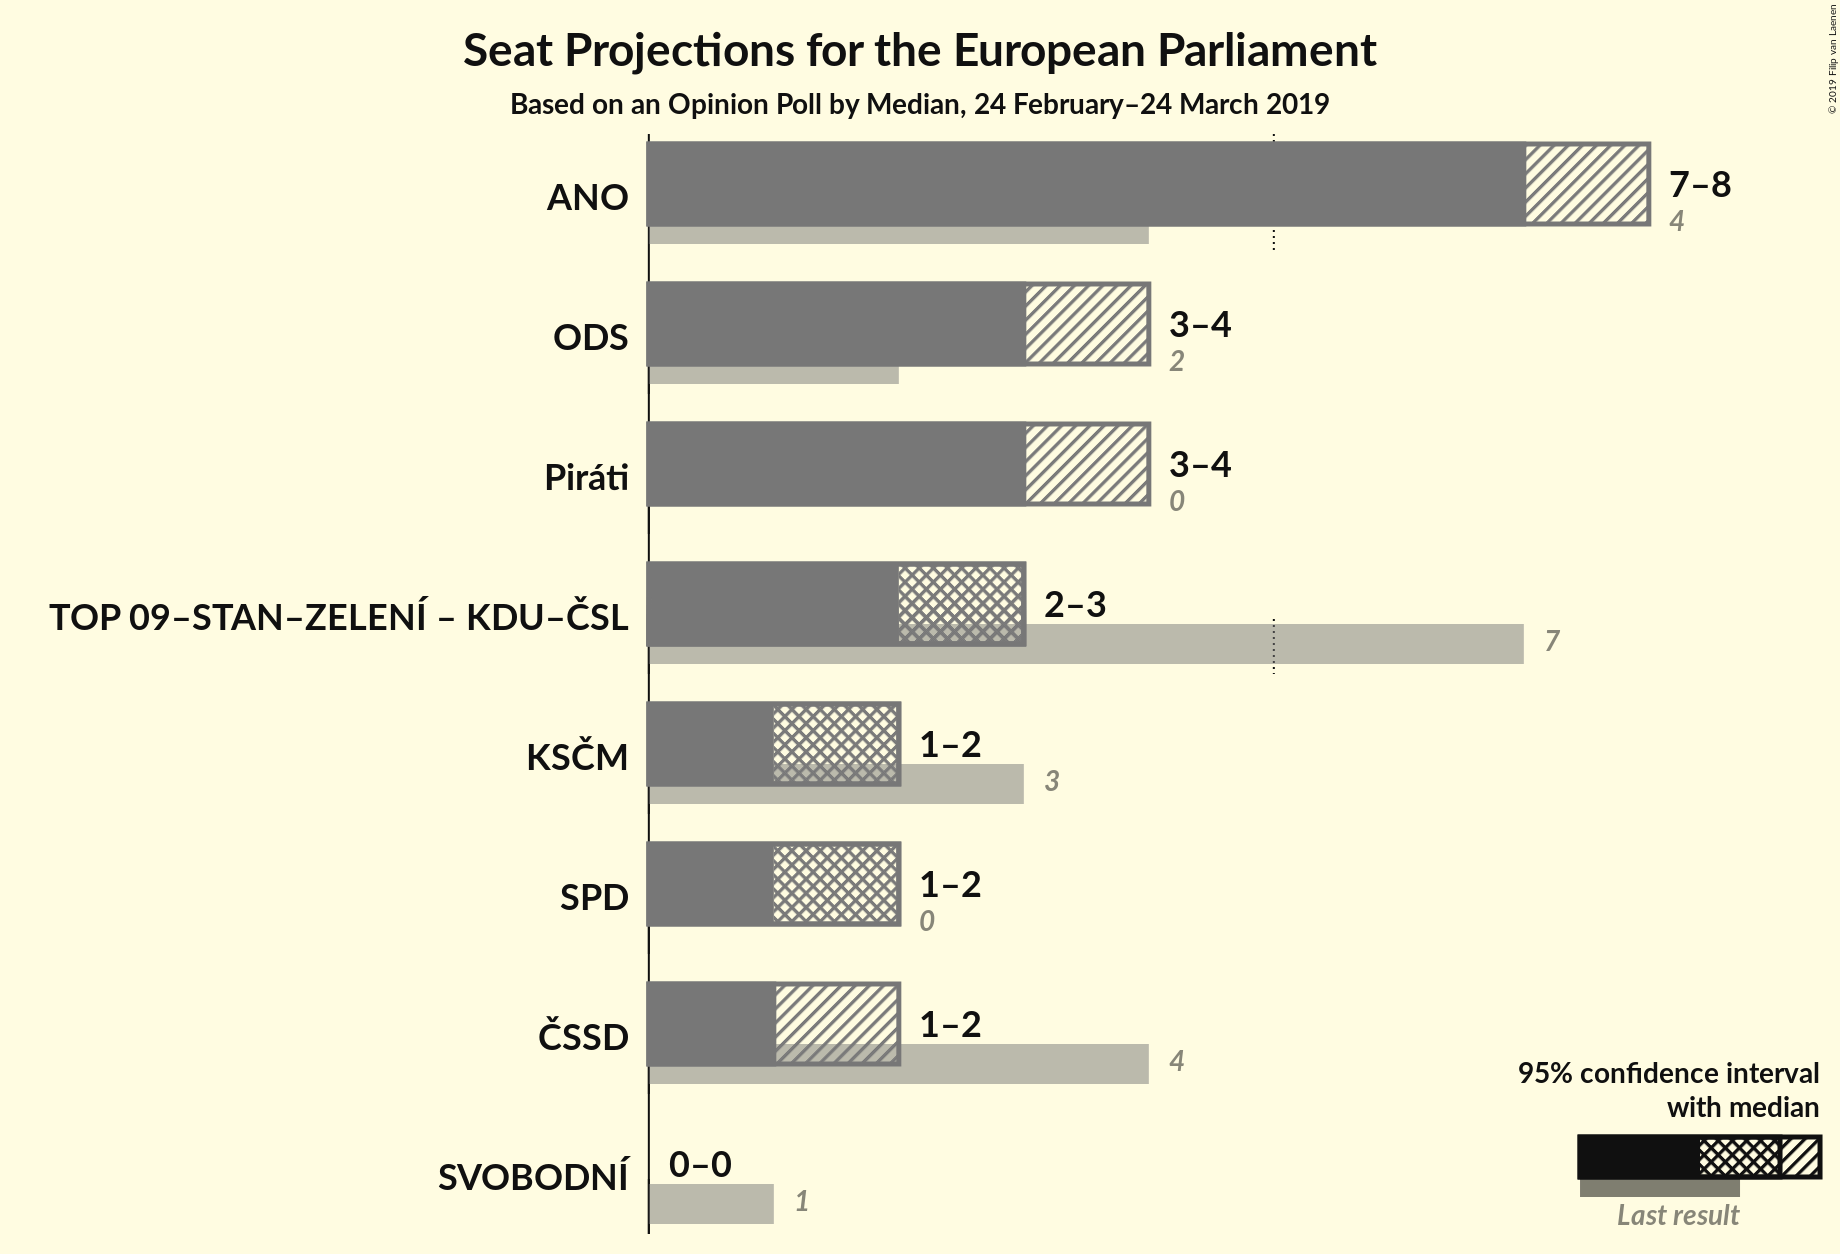 Seat Projections for the European Parliament
Based on an Opinion Poll by Median, 24 February–24 March 2019
© 2019 Filip van Laenen
ANO
7–8
4
ODS
3–4
2
Piráti
3–4
0
TOP 09–STAN–ZELENÍ – KDU–ČSL
2–3
7
KSČM
1–2
3
SPD
1–2
0
ČSSD
1–2
4
SVOBODNÍ
0–0
1
95% confidence interval
with median
Last result